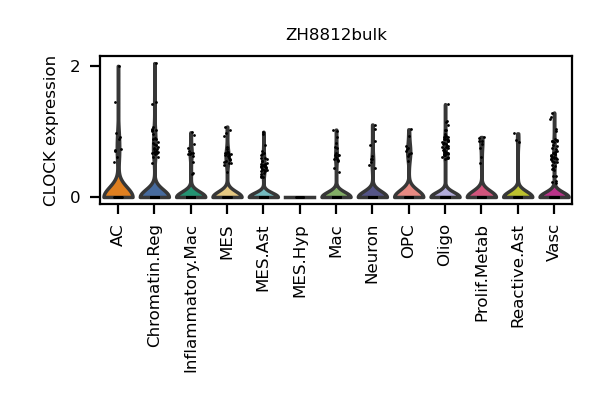 ZH8812bulk
CLOCK expression
2
0
AC
Chromatin.Reg
Inflammatory.Mac
MES
MES.Ast
MES.Hyp
Mac
Neuron
OPC
Oligo
Prolif.Metab
Reactive.Ast
Vasc